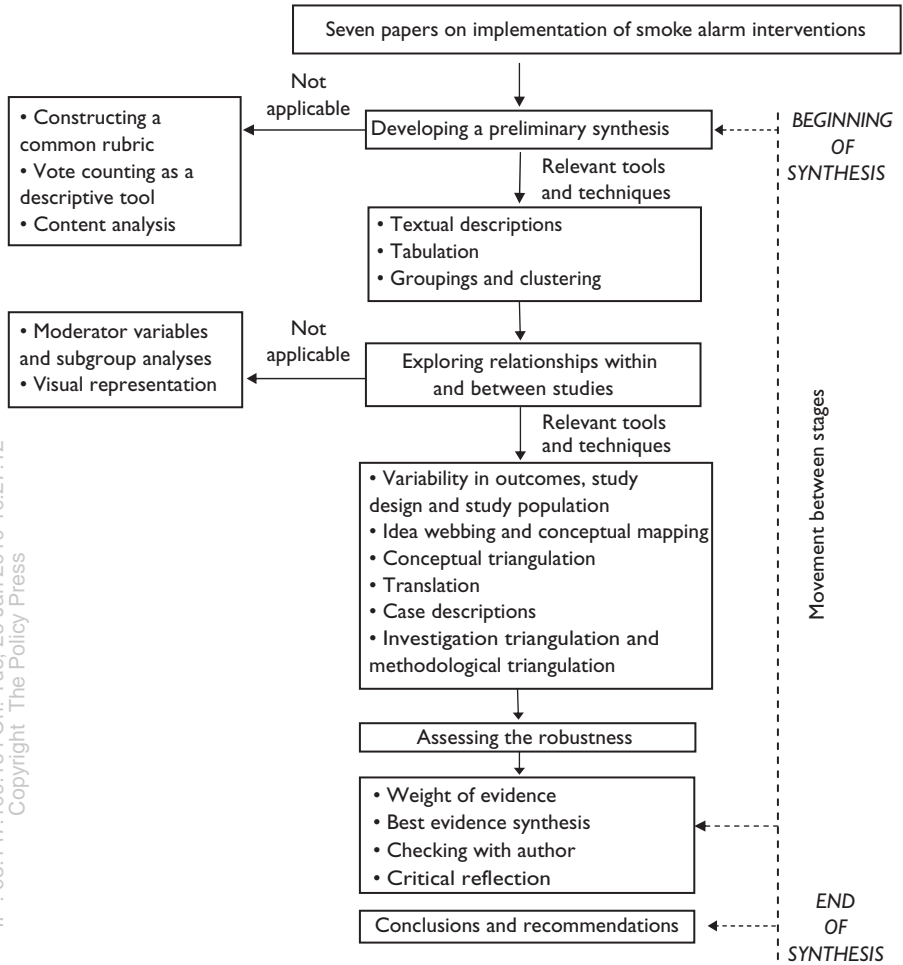 Seven papers on implementation of smoke alarm interventions
Not
applicable
• Constructing a
common rubric
• Vote counting as a
descriptive tool
• Content analysis
Developing a preliminary synthesis
BEGINNING
OF
SYNTHESIS
Relevant tools
and techniques
• Textual descriptions
• Tabulation
• Groupings and clustering
Not
applicable
• Moderator variables
and subgroup analyses
• Visual representation
Exploring relationships within
and between studies
Relevant tools
and techniques
• Variability in outcomes, study
design and study population
• Idea webbing and conceptual mapping
• Conceptual triangulation
• Translation
• Case descriptions
• Investigation triangulation and
methodological triangulation
Movement between stages
Assessing the robustness
• Weight of evidence
• Best evidence synthesis
• Checking with author
• Critical reflection
Conclusions and recommendations
END
OF
SYNTHESIS
Copyright The Policy Press